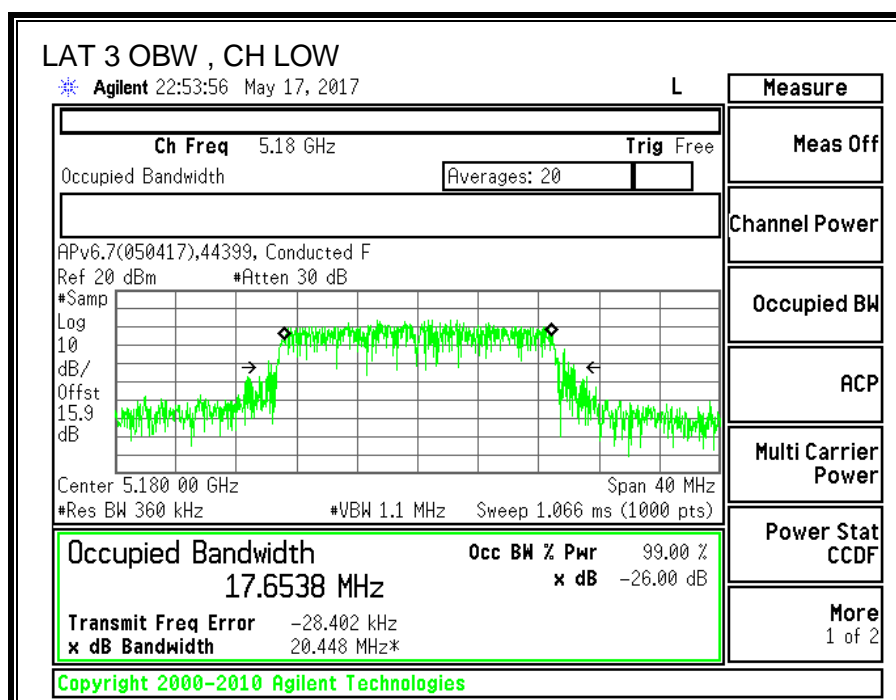 LAT 3 OBW , CH LOW
Agilent 22:53:56 May 17, 2017 L
Measure
Ch Freq 5.18 GHz Trig Free
Meas Off
Occupied Bandwidth Averages: 20
Channel Power
APv6.7(050417),44399, Conducted F
Ref 20 dBm #Atten 30 dB
#Samp
Log
10
dB/
Offst
15.9
dB
Occupied BW
ACP
Multi Carrier
Power
Center 5.180 00 GHz Span 40 MHz
#Res BW 360 kHz #VBW 1.1 MHz Sweep 1.066 ms (1000 pts)
Power Stat
CCDF
Occupied Bandwidth Occ BW % Pwr 99.00 %
17.6538 MHz x dB -26.00 dB
Transmit Freq Error -28.402 kHz
x dB Bandwidth 20.448 MHz*
More
1 of 2
Copyright 2000-2010 Agilent Technologies